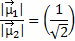 |μ⃗₁| / |μ⃗₂| = (1/√2)